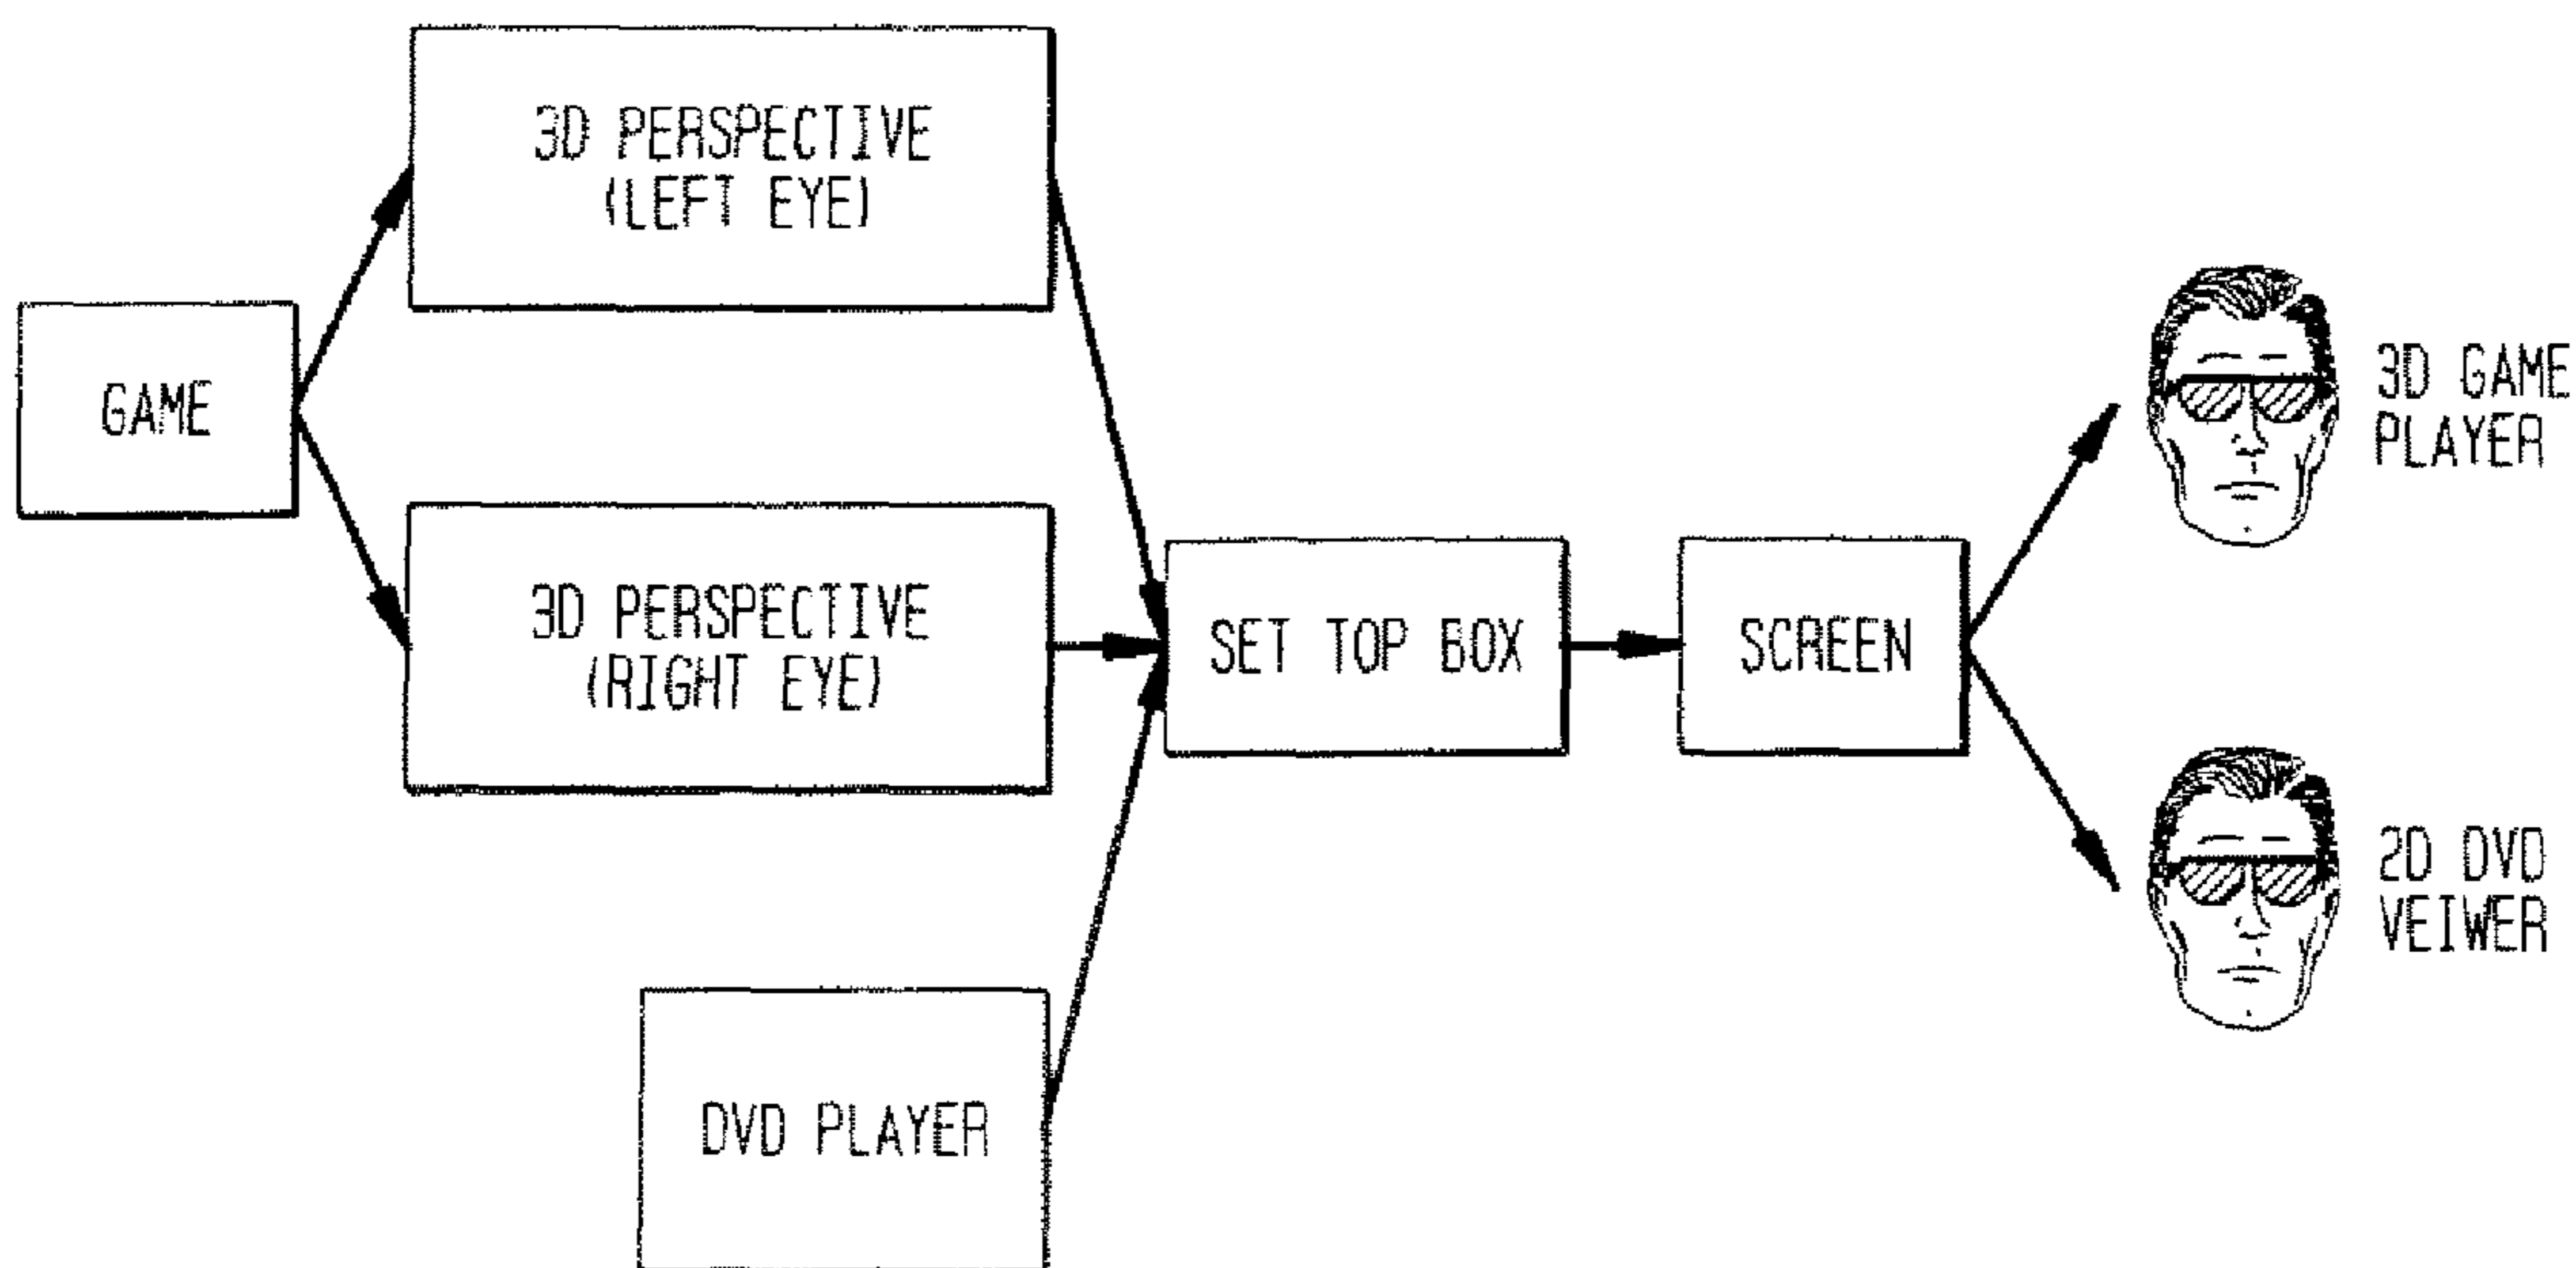 3D PERSPECTIVE
(LEFT EYE)
GAME
3D GAME
PLAYER
3D PERSPECTIVE
(RIGHT EYE)
SET TOP BOX
SCREEN
2D DVD
VEIWER
DVD PLAYER